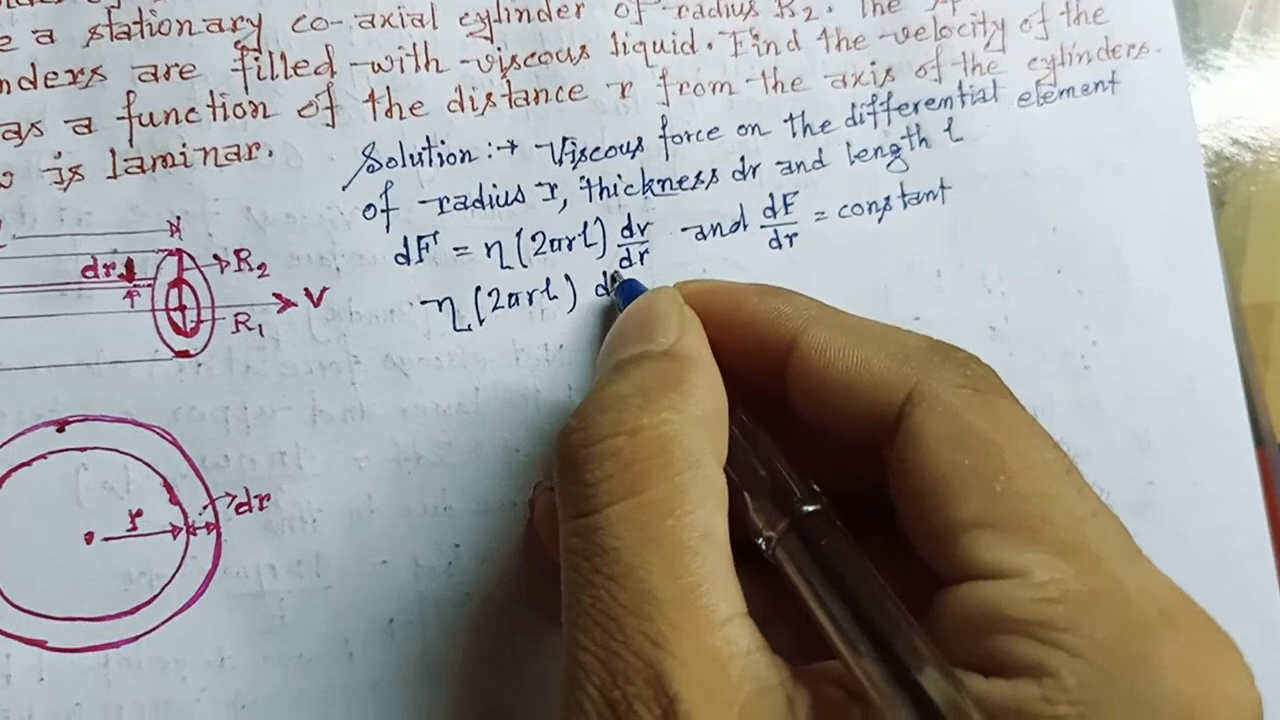 e a stationary co-axial cylinder of radius R₂. The
nders are filled with viscous liquid. Find the velocity of the
as a function of the distance r from the axis of the cylinders.
is laminar.
Solution :→ Viscous force on the differential element
of radius r, thickness dr and length l
dF = η(2πrl) dv/dr and dF/dr = constant
η(2πrl) d
dr
R₂
V
R₁
r
dr